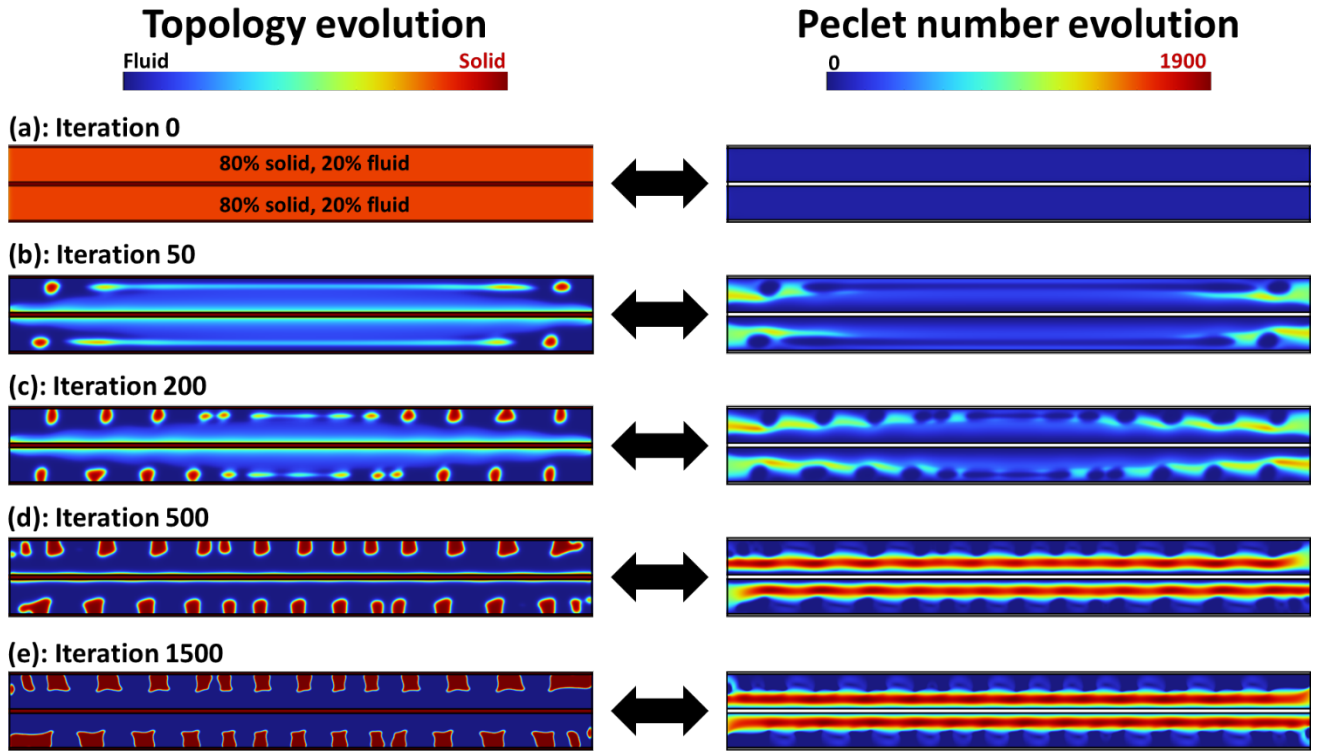 Topology evolution
Peclet number evolution
Fluid
Solid
0
1900
(a): Iteration 0
80% solid, 20% fluid
80% solid, 20% fluid
(b): Iteration 50
(c): Iteration 200
(d): Iteration 500
(e): Iteration 1500